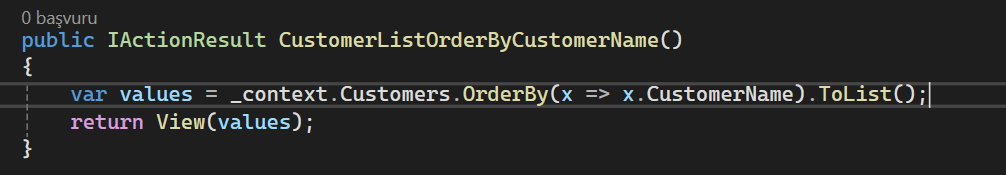 0 başvuru
public IActionResult CustomerListOrderByCustomerName()
{
var values = _context.Customers.OrderBy(x => x.CustomerName).ToList();
return View(values);
}